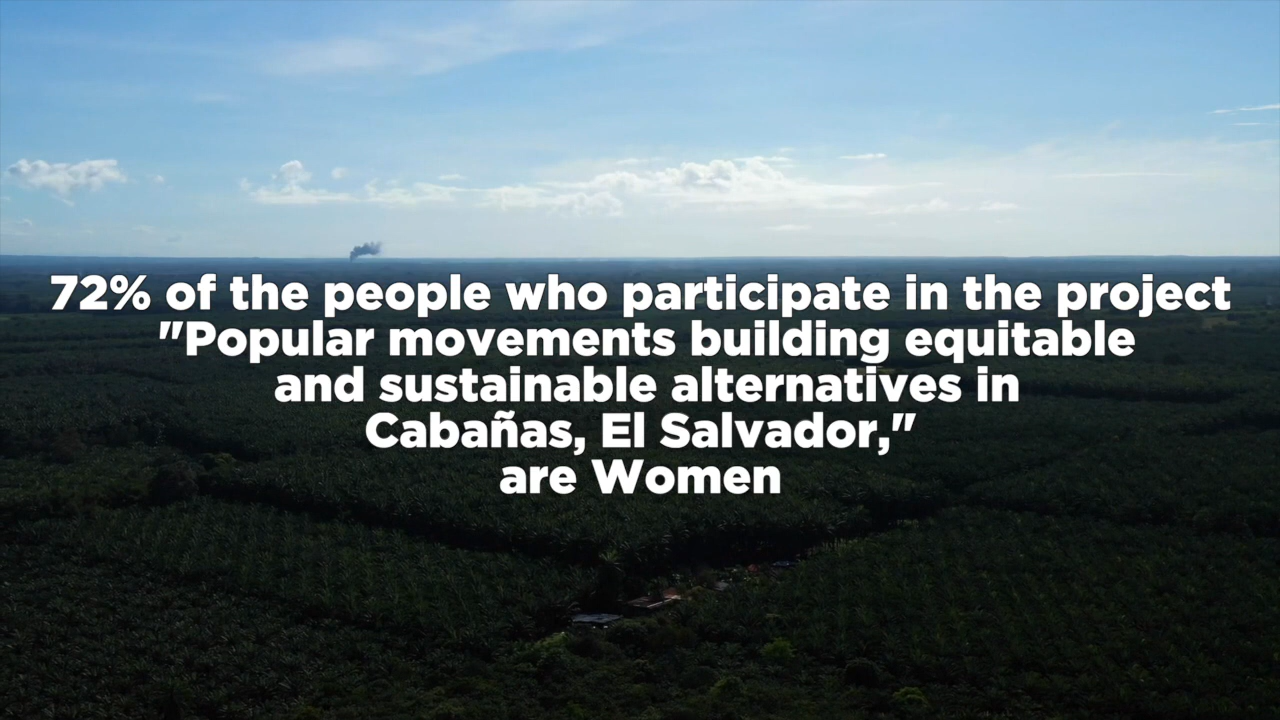 72% of the people who participate in the project
"Popular movements building equitable
and sustainable alternatives in
Cabañas, El Salvador,"
are Women